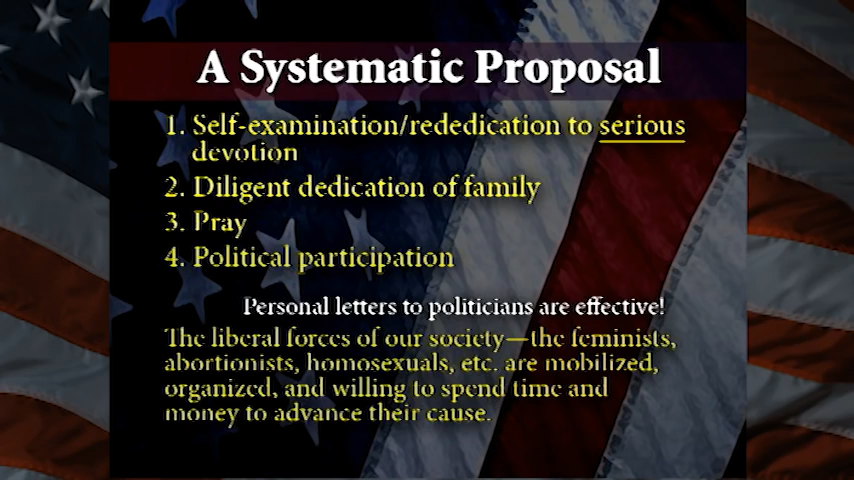 A Systematic Proposal
1. Self-examination/rededication to serious
devotion
2. Diligent dedication of family
3. Pray
4. Political participation
Personal letters to politicians are effective!
The liberal forces of our society—the feminists,
abortionists, homosexuals, etc. are mobilized,
organized, and willing to spend time and
money to advance their cause.